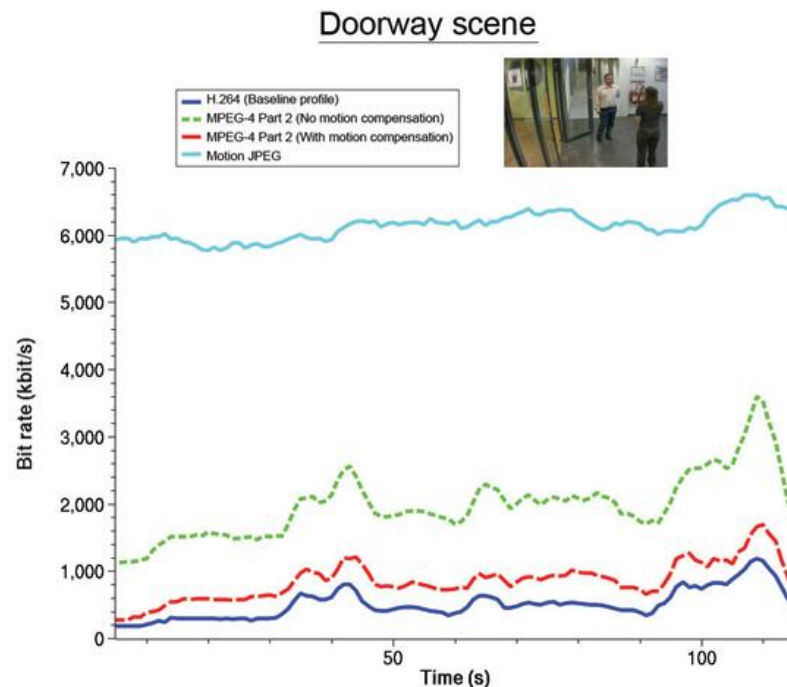 Doorway scene
H.264 (Baseline profile)
MPEG-4 Part 2 (No motion compensation)
MPEG-4 Part 2 (With motion compensation)
Motion JPEG
7,000
6,000
5,000
4,000
3,000
2,000
1,000
0
Bit rate (kbit/s)
50
100
Time (s)